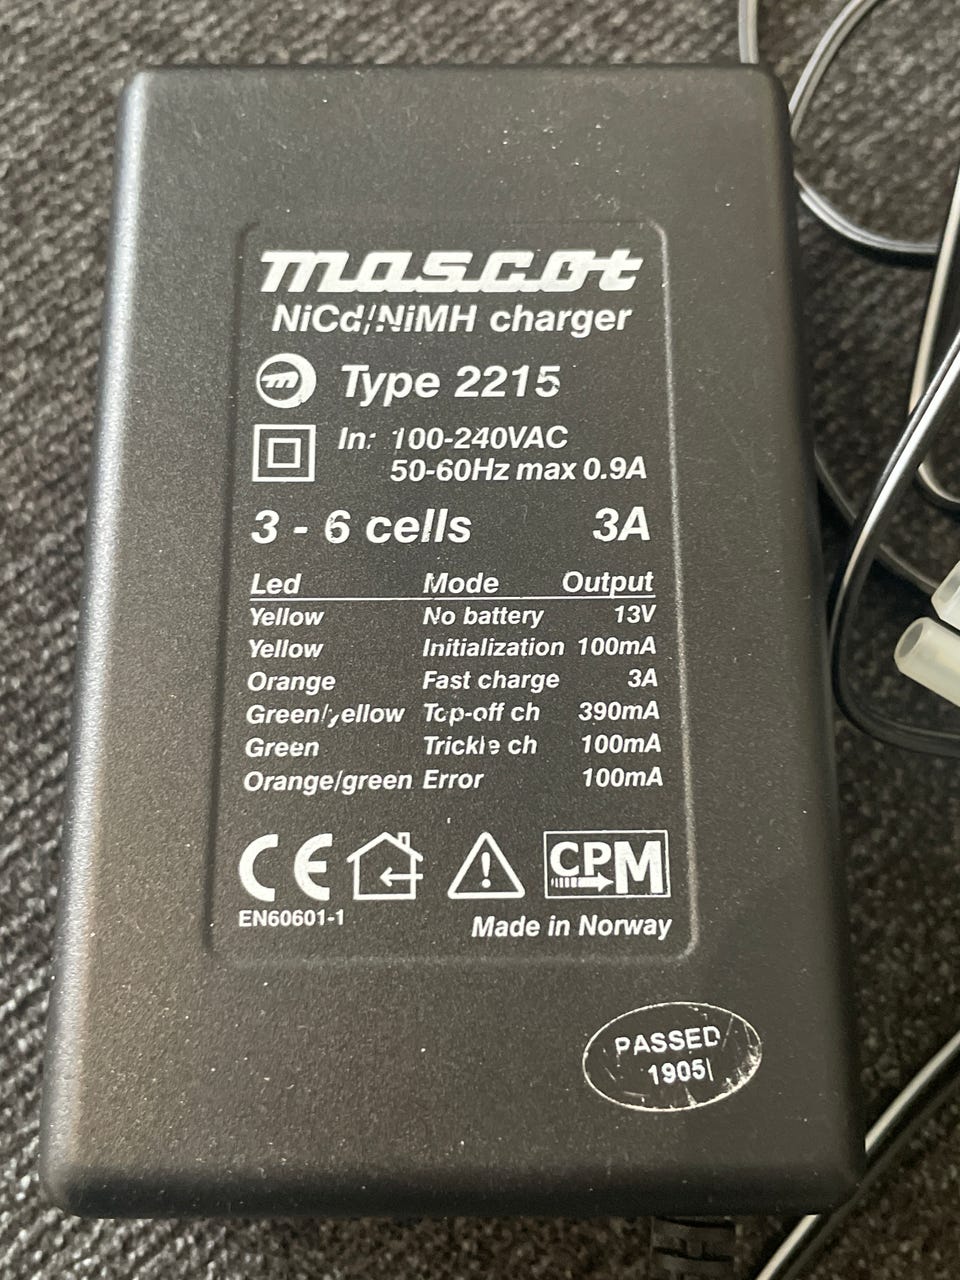 mascot
NiCd/NiMH charger
Type 2215
In: 100-240VAC
50-60Hz max 0.9A
3 - 6 cells 3A
Led Mode Output
Yellow No battery 13V
Yellow Initialization 100mA
Orange Fast charge 3A
Green/yellow Top-off ch 390mA
Green Trickle ch 100mA
Orange/green Error 100mA
CE CPM
EN60601-1
Made in Norway
PASSED
1905